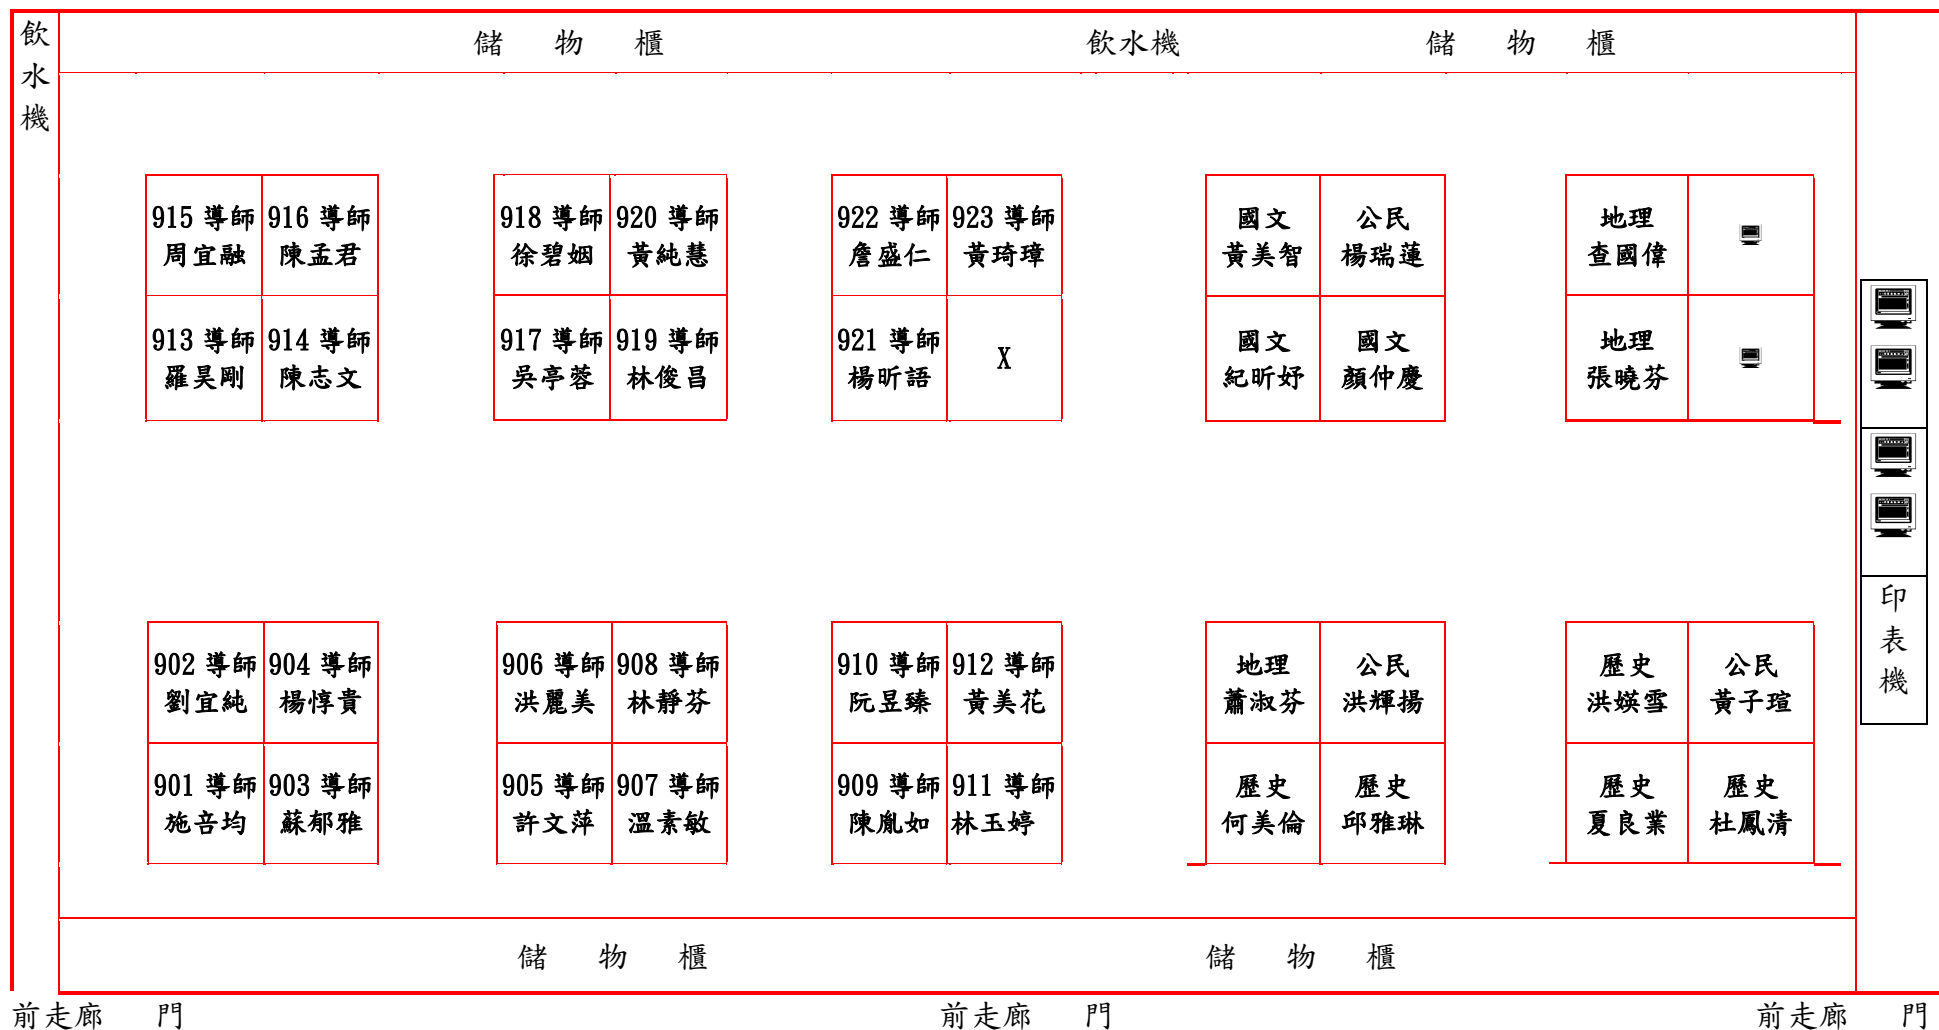 飲水機
儲 物 櫃 飲水機 儲 物 櫃
915 導師 916 導師 918 導師 920 導師 922 導師 923 導師 國文 公民 地理
周宜融 陳孟君 徐碧姻 黃純慧 詹盛仁 黃琦瑋 黃美智 楊瑞蓮 查國偉
913 導師 914 導師 917 導師 919 導師 921 導師 X 國文 國文 地理
羅昊剛 陳志文 吳亭蓉 林俊昌 楊昕語 紀昕妤 顏仲慶 張曉芬
印表機
902 導師 904 導師 906 導師 908 導師 910 導師 912 導師 地理 公民 歷史 公民
劉宜純 楊惇貴 洪麗美 林靜芬 阮昱臻 黃美花 蕭淑芬 洪輝揚 洪媖雪 黃子瑄
901 導師 903 導師 905 導師 907 導師 909 導師 911 導師 歷史 歷史 歷史 歷史
施咅均 蘇郁雅 許文萍 溫素敏 陳胤如 林玉婷 何美倫 邱雅琳 夏良業 杜鳳清
儲 物 櫃 儲 物 櫃
前走廊 門 前走廊 門 前走廊 門